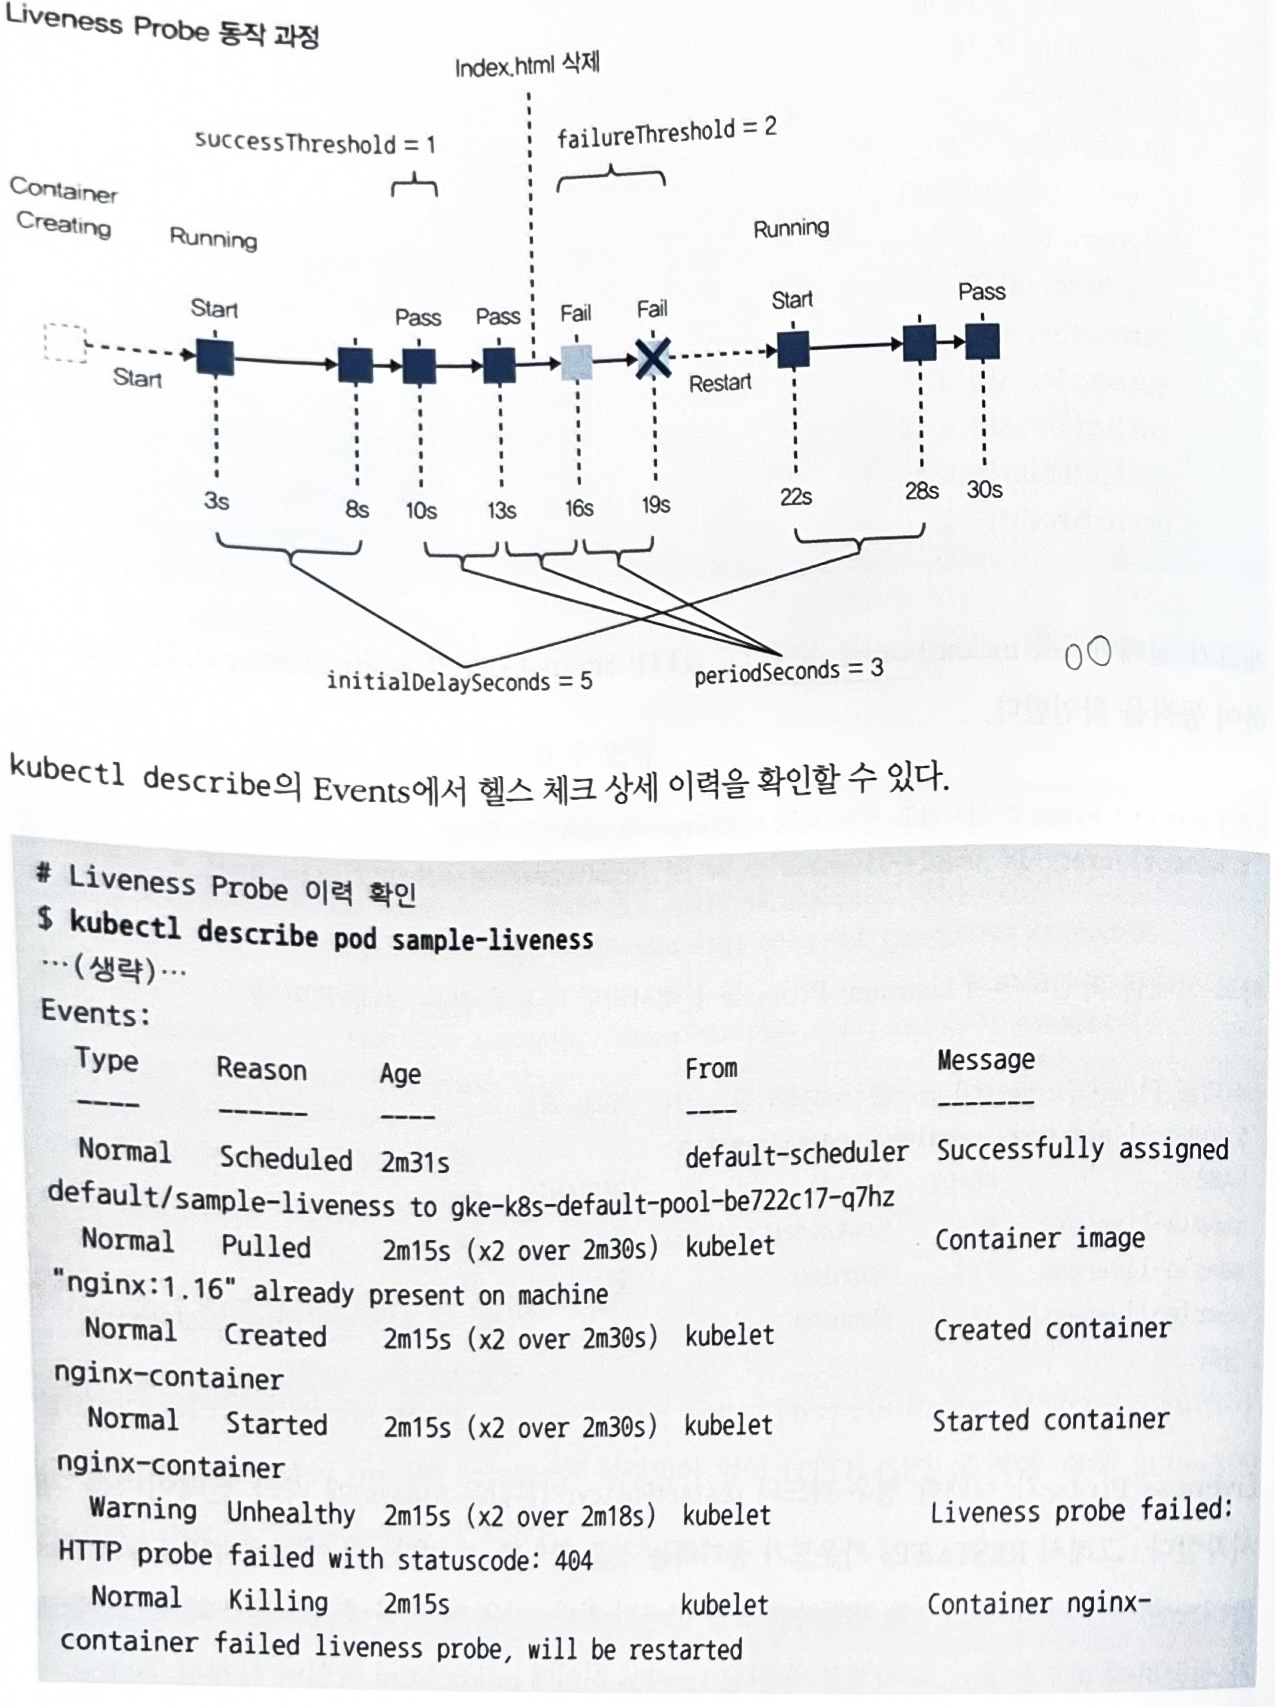 Liveness Probe 동작 과정
Index.html 삭제
successThreshold = 1
failureThreshold = 2
Container
Creating
Running
Running
Start
Pass
Pass
Fail
Fail
Start
Pass
Start
Restart
3s
8s
10s
13s
16s
19s
22s
28s
30s
initialDelaySeconds = 5
periodSeconds = 3
kubectl describe의 Events에서 헬스 체크 상세 이력을 확인할 수 있다.
# Liveness Probe 이력 확인
$ kubectl describe pod sample-liveness
…(생략)…
Events:
Type Reason Age From Message
---- ------ ---- ---- -------
Normal Scheduled 2m31s default-scheduler Successfully assigned
default/sample-liveness to gke-k8s-default-pool-be722c17-q7hz
Normal Pulled 2m15s (x2 over 2m30s) kubelet Container image
"nginx:1.16" already present on machine
Normal Created 2m15s (x2 over 2m30s) kubelet Created container
nginx-container
Normal Started 2m15s (x2 over 2m30s) kubelet Started container
nginx-container
Warning Unhealthy 2m15s (x2 over 2m18s) kubelet Liveness probe failed:
HTTP probe failed with statuscode: 404
Normal Killing 2m15s kubelet Container nginx-
container failed liveness probe, will be restarted